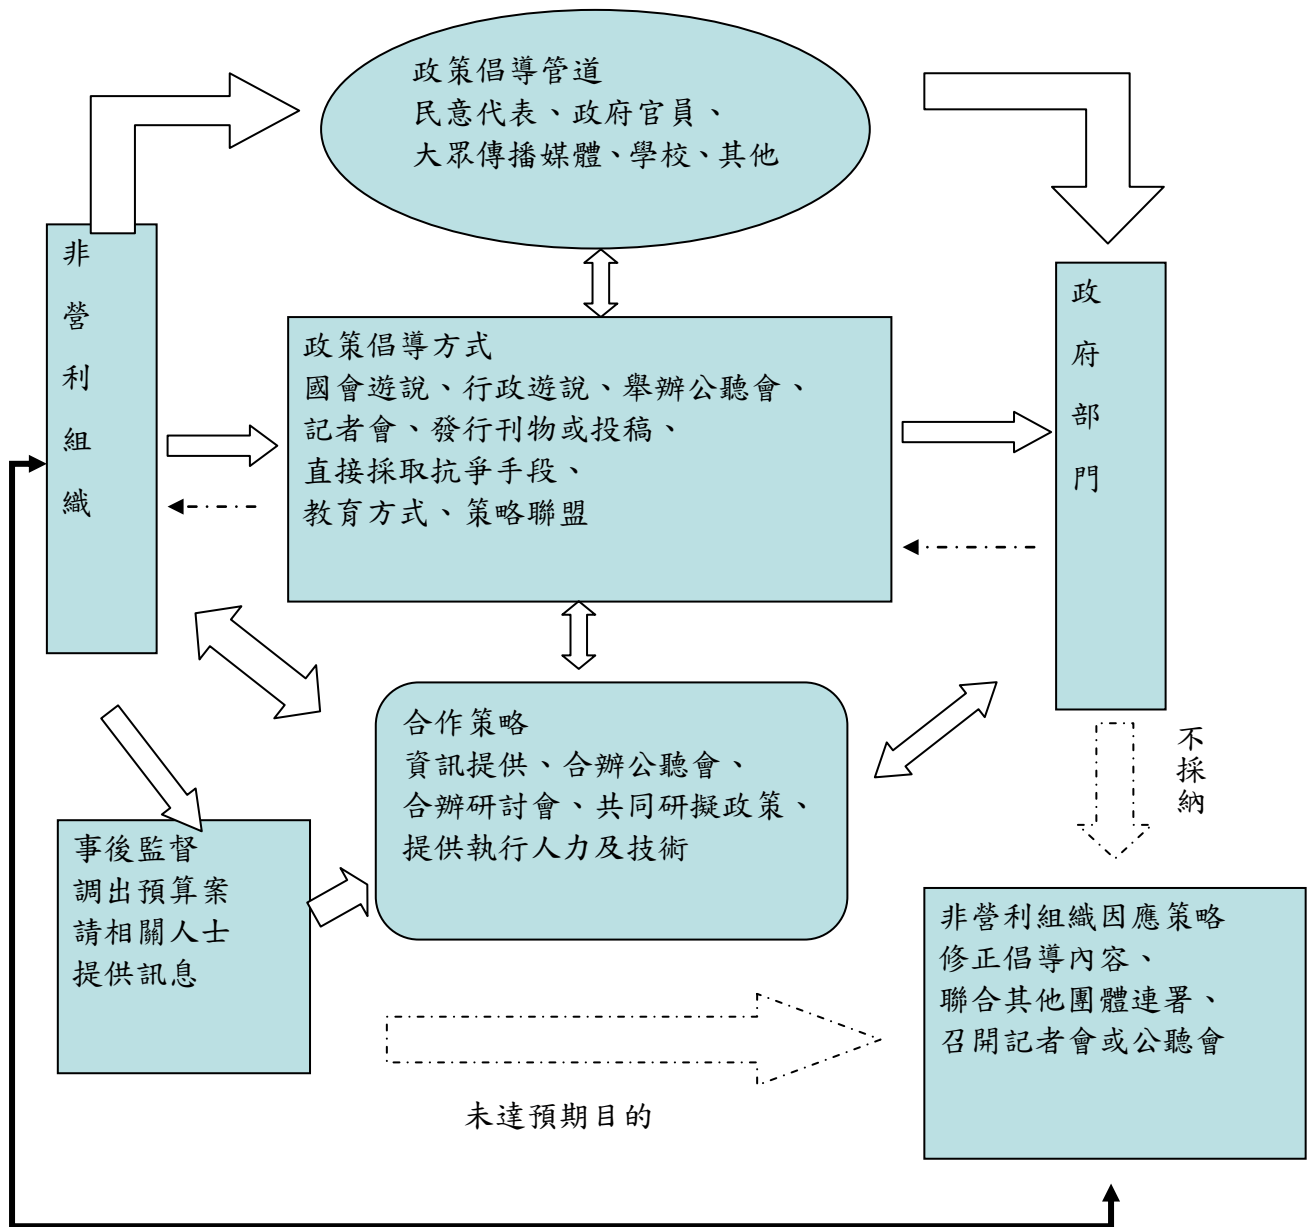 政策倡導管道
民意代表、政府官員、
大眾傳播媒體、學校、其他
非營利組織
政策倡導方式
國會遊說、行政遊說、舉辦公聽會、
記者會、發行刊物或投稿、
直接採取抗爭手段、
教育方式、策略聯盟
政府部門
合作策略
資訊提供、合辦公聽會、
合辦研討會、共同研擬政策、
提供執行人力及技術
不採納
事後監督
調出預算案
請相關人士
提供訊息
非營利組織因應策略
修正倡導內容、
聯合其他團體連署、
召開記者會或公聽會
未達預期目的